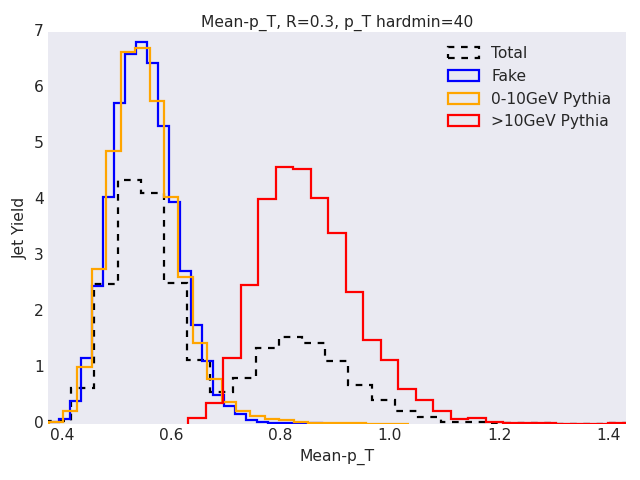 Mean-p_T, R=0.3, p_T hardmin=40
Total
Fake
0-10GeV Pythia
>10GeV Pythia
Jet Yield
7
6
5
4
3
2
1
0
0.4 0.6 0.8 1.0 1.2 1.4
Mean-p_T